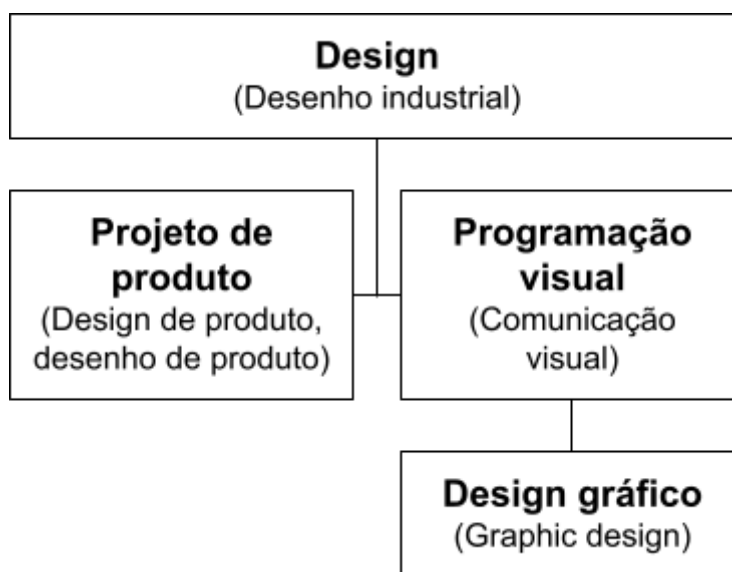 Design
(Desenho industrial)
Projeto de
produto
(Design de produto,
desenho de produto)
Programação
visual
(Comunicação
visual)
Design gráfico
(Graphic design)